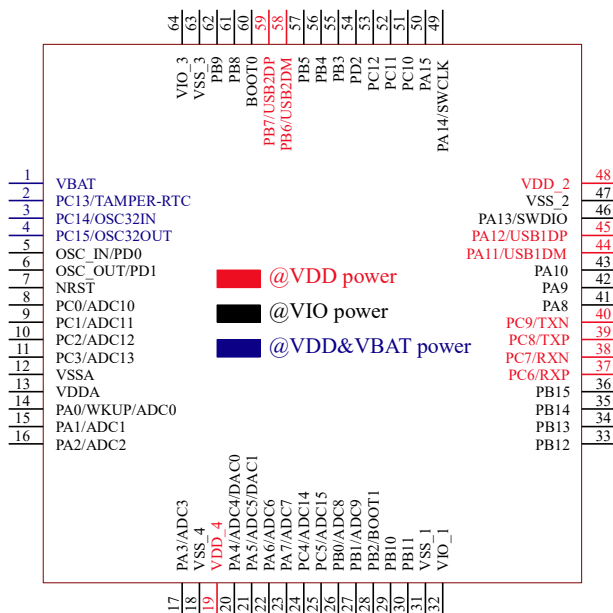 64
63
62
61
60
59
58
57
56
55
54
53
52
51
50
49
VIO_3
VSS_3
PB9
PB8
BOOT0
PB7/USB2DP
PB6/USB2DM
PB5
PB4
PB3
PD2
PC12
PC11
PC10
PA15
PA14/SWCLK
1 VBAT
2 PC13/TAMPER-RTC
3 PC14/OSC32IN
4 PC15/OSC32OUT
5 OSC_IN/PD0
6 OSC_OUT/PD1
7 NRST
8 PC0/ADC10
9 PC1/ADC11
10 PC2/ADC12
11 PC3/ADC13
12 VSSA
13 VDDA
14 PA0/WKUP/ADC0
15 PA1/ADC1
16 PA2/ADC2
@VDD power
@VIO power
@VDD&VBAT power
VDD_2 48
VSS_2 47
PA13/SWDIO 46
PA12/USB1DP 45
PA11/USB1DM 44
PA10 43
PA9 42
PA8 41
PC9/TXN 40
PC8/TXP 39
PC7/RXN 38
PC6/RXP 37
PB15 36
PB14 35
PB13 34
PB12 33
PA3/ADC3
VSS_4
VDD_4
PA4/ADC4/DAC0
PA5/ADC5/DAC1
PA6/ADC6
PA7/ADC7
PC4/ADC14
PC5/ADC15
PB0/ADC8
PB1/ADC9
PB2/BOOT1
PB10
PB11
VSS_1
VIO_1
17
18
19
20
21
22
23
24
25
26
27
28
29
30
31
32